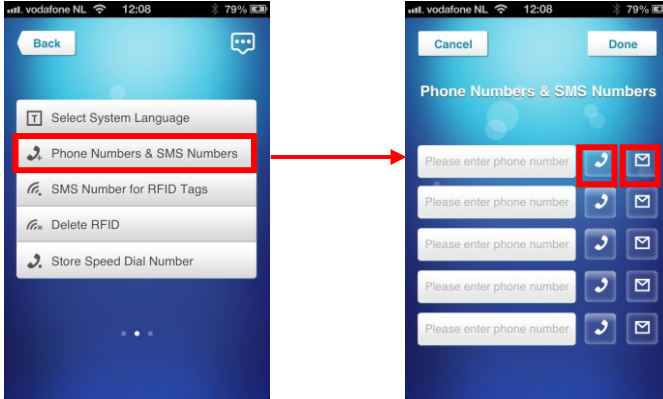 vodafone NL 12:08 79%
Back
T Select System Language
Phone Numbers & SMS Numbers
SMS Number for RFID Tags
Delete RFID
Store Speed Dial Number
vodafone NL 12:08 79%
Cancel Done
Phone Numbers & SMS Numbers
Please enter phone number
Please enter phone number
Please enter phone number
Please enter phone number
Please enter phone number